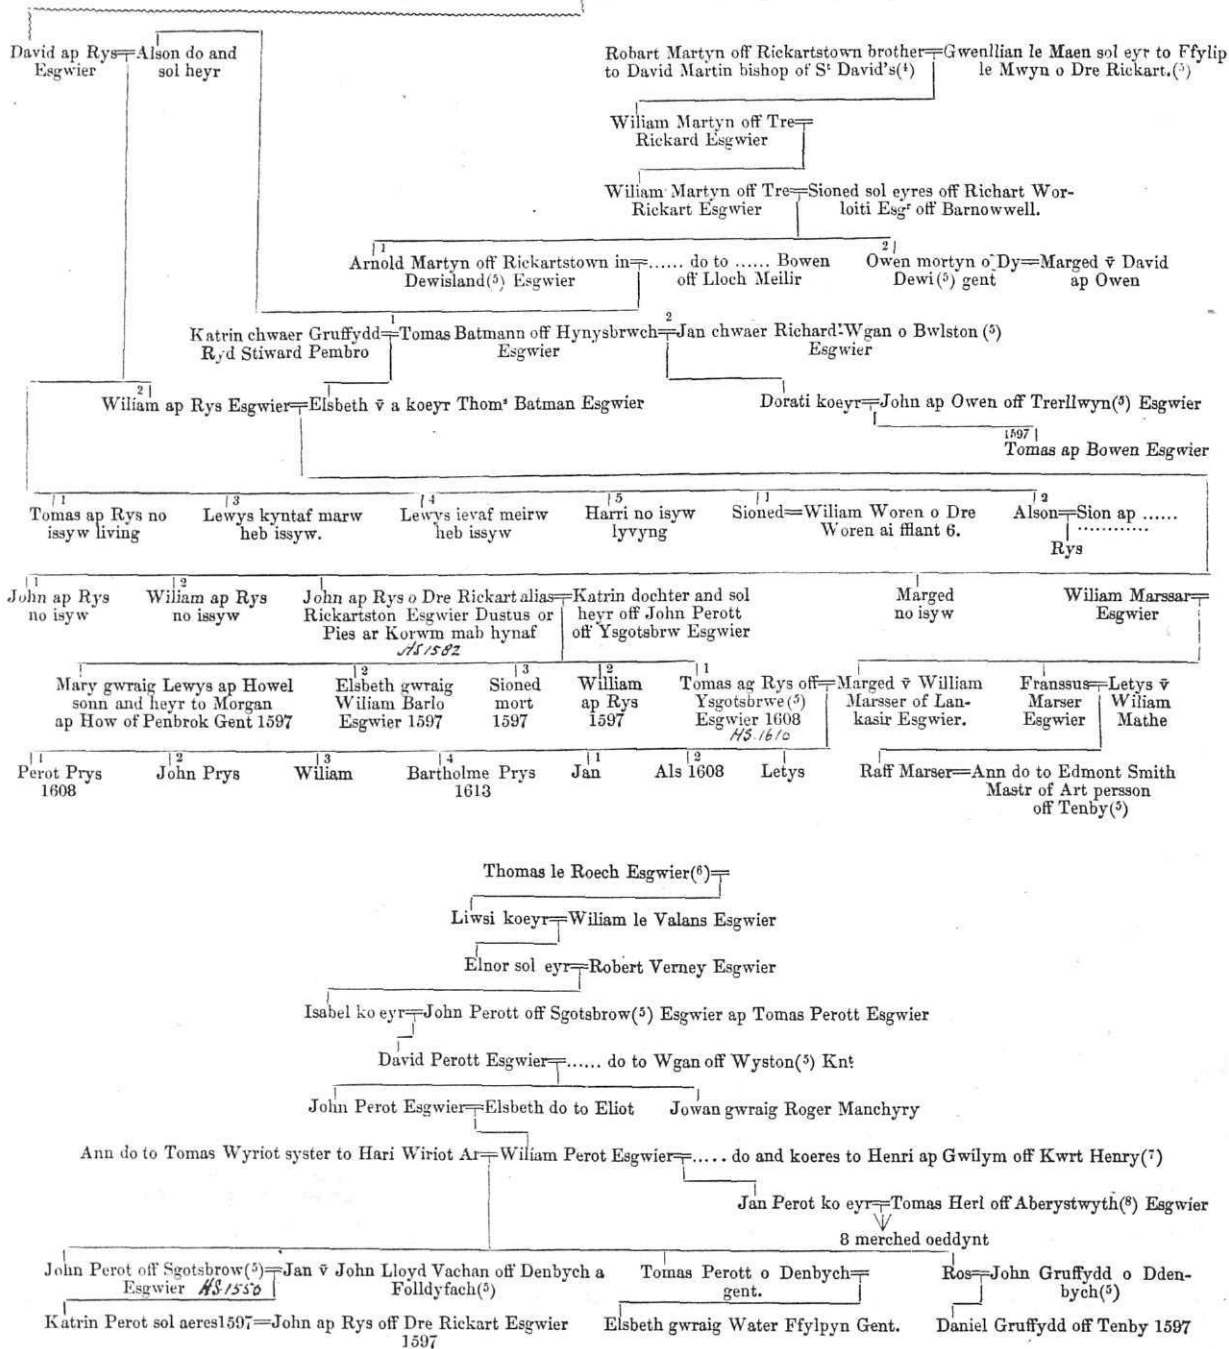 David ap Rys=Alson do and Robart Martyn off Rickartstown brother=Gwenllian le Maen sol eyr to Ffylip
Esgwier sol heyr to David Martin bishop of St David's(4) le Mwyn o Dre Rickart.(5)
Wiliam Martyn off Tre=
Rickard Esgwier
Wiliam Martyn off Tre=Sioned sol eyres off Richart Wor-
Rickart Esgwier loiti Esgr off Barnowwell.
1 2
Arnold Martyn off Rickartstown in=...... do to ...... Bowen Owen mortyn o Dy=Marged v̄ David
Dewisland(5) Esgwier off Lloch Meilir Dewi(5) gent ap Owen
1 2
Katrin chwaer Gruffydd=Tomas Batmann off Hynysbrwch=Jan chwaer Richard Wgan o Bwlston (5)
Ryd Stiward Pembro Esgwier Esgwier
2
Wiliam ap Rys Esgwier=Elsbeth v̄ a koeyr Thoms Batman Esgwier Dorati koeyr=John ap Owen off Trerllwyn(5) Esgwier
1597
Tomas ap Bowen Esgwier
1 3 4 5 1 2
Tomas ap Rys no Lewys kyntaf marw Lewys ievaf meirw Harri no isyw Sioned=Wiliam Woren o Dre Alson=Sion ap ......
issyw living heb issyw. heb issyw lyvyng Woren ai fflant 6. ............
Rys
1 2
John ap Rys Wiliam ap Rys John ap Rys o Dre Rickart alias=Katrin dochter and sol Marged Wiliam Marssar=
no isyw no issyw Rickartston Esgwier Dustus or heyr off John Perott no isyw Esgwier
Pies ar Korwm mab hynaf off Ysgotsbrw Esgwier
HS 1582
2 3 2 1
Mary gwraig Lewys ap Howel Elsbeth gwraig Sioned William Tomas ag Rys off=Marged v̄ William Franssus=Letys v̄
sonn and heyr to Morgan Wiliam Barlo mort ap Rys Ysgotsbrwe(5) Marsser of Lan- Marser Wiliam
ap How of Penbrok Gent 1597 Esgwier 1597 1597 1597 Esgwier 1608 kasir Esgwier. Esgwier Mathe
HS. 1610
1 2 3 4 1 2
Perot Prys John Prys Wiliam Bartholme Prys Jan Als 1608 Letys Raff Marser=Ann do to Edmont Smith
1608 1613 Mastr of Art persson
off Tenby(5)
Thomas le Roech Esgwier(6)=
Liwsi koeyr=Wiliam le Valans Esgwier
Elnor sol eyr=Robert Verney Esgwier
Isabel ko eyr=John Perott off Sgotsbrow(5) Esgwier ap Tomas Perott Esgwier
David Perott Esgwier=...... do to Wgan off Wyston(5) Knt
John Perot Esgwier=Elsbeth do to Eliot Jowan gwraig Roger Manchyry
Ann do to Tomas Wyriot syster to Hari Wiriot Ar=Wiliam Perot Esgwier=..... do and koeres to Henri ap Gwilym off Kwrt Henry(7)
Jan Perot ko eyr=Tomas Herl off Aberystwyth(8) Esgwier
8 merched oeddynt
John Perot off Sgotsbrow(5)=Jan v̄ John Lloyd Vachan off Denbych a Tomas Perott o Denbych= Ros=John Gruffydd o Dden-
Esgwier HS. 1550 Folldyfach(5) gent. bych(5)
Katrin Perot sol aeres1597=John ap Rys off Dre Rickart Esgwier Elsbeth gwraig Water Ffylpyn Gent. Daniel Gruffydd off Tenby 1597
1597